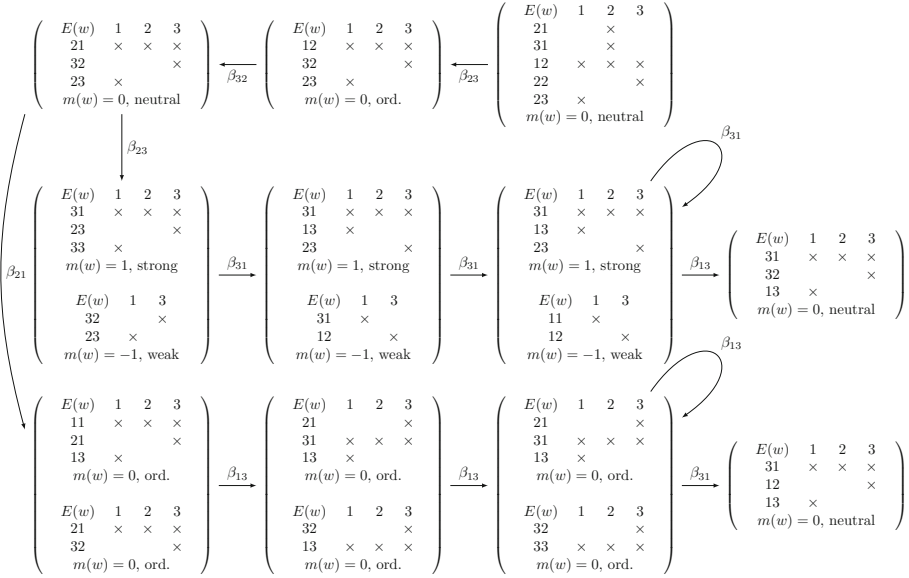 E(w) 1 2 3
21 × × ×
32 ×
23 ×
m(w) = 0, neutral
β32
E(w) 1 2 3
12 × × ×
32 ×
23 ×
m(w) = 0, ord.
β23
E(w) 1 2 3
21 ×
31 ×
12 × × ×
22 ×
23 ×
m(w) = 0, neutral
β23
β21
E(w) 1 2 3
31 × × ×
23 ×
33 ×
m(w) = 1, strong
E(w) 1 3
32 ×
23 ×
m(w) = −1, weak
β31
E(w) 1 2 3
31 × × ×
13 ×
23 ×
m(w) = 1, strong
E(w) 1 3
31 ×
12 ×
m(w) = −1, weak
β31
E(w) 1 2 3
31 × × ×
13 ×
23 ×
m(w) = 1, strong
E(w) 1 3
11 ×
12 ×
m(w) = −1, weak
β31
β13
E(w) 1 2 3
31 × × ×
32 ×
13 ×
m(w) = 0, neutral
E(w) 1 2 3
11 × × ×
21 ×
13 ×
m(w) = 0, ord.
E(w) 1 2 3
21 × × ×
32 ×
m(w) = 0, ord.
β13
E(w) 1 2 3
21 ×
31 × × ×
13 ×
m(w) = 0, ord.
E(w) 1 2 3
32 ×
13 × × ×
m(w) = 0, ord.
β13
E(w) 1 2 3
21 ×
31 × × ×
13 ×
m(w) = 0, ord.
E(w) 1 2 3
32 ×
33 × × ×
m(w) = 0, ord.
β13
β31
E(w) 1 2 3
31 × × ×
12 ×
13 ×
m(w) = 0, neutral